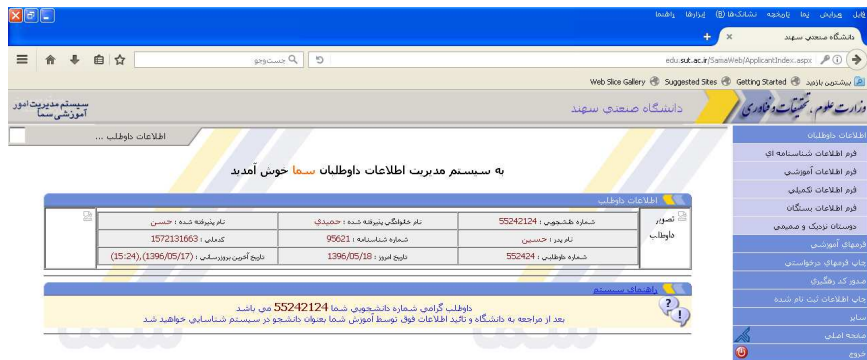 فایل ویرایش نما تاریخچه نشانک‌ها (B) ابزارها راهنما
دانشگاه صنعتی سهند × +
edu.sut.ac.ir/SamaWeb/ApplicantIndex.aspx
جست‌وجو
بیشترین بازدید Getting Started Suggested Sites Web Slice Gallery
وزارت علوم، تحقیقات و فناوری
دانشگاه صنعتی سهند
سیستم مدیریت امور
آموزشی سما
اطلاعات داوطلبان
اطلاعات داوطلب ...
فرم اطلاعات شناسنامه ای
فرم اطلاعات آموزشی
فرم اطلاعات تکمیلی
فرم اطلاعات بستگان
دوستان نزدیک و صمیمی
فرمهای آموزشی
چاپ فرمهای درخواستی
صدور کد رهگیری
چاپ اطلاعات ثبت نام شده
سایر
صفحه اصلی
خروج
به سیستم مدیریت اطلاعات داوطلبان سما خوش آمدید
اطلاعات داوطلب
تصویر
داوطلب
شماره دانشجویی : 55242124
نام خانوادگی پذیرفته شده : حمیدی
نام پذیرفته شده : حسن
نام پدر : حسین
شماره شناسنامه : 95621
کدملی : 1572131663
شماره داوطلبی : 552424
تاریخ امروز : 1396/05/18
تاریخ آخرین بروزرسانی : (1396/05/17),(15:24)
راهنمای سیستم
داوطلب گرامی شماره دانشجویی شما 55242124 می باشد
بعد از مراجعه به دانشگاه و تائید اطلاعات فوق توسط آموزش شما بعنوان دانشجو در سیستم شناسایی خواهید شد